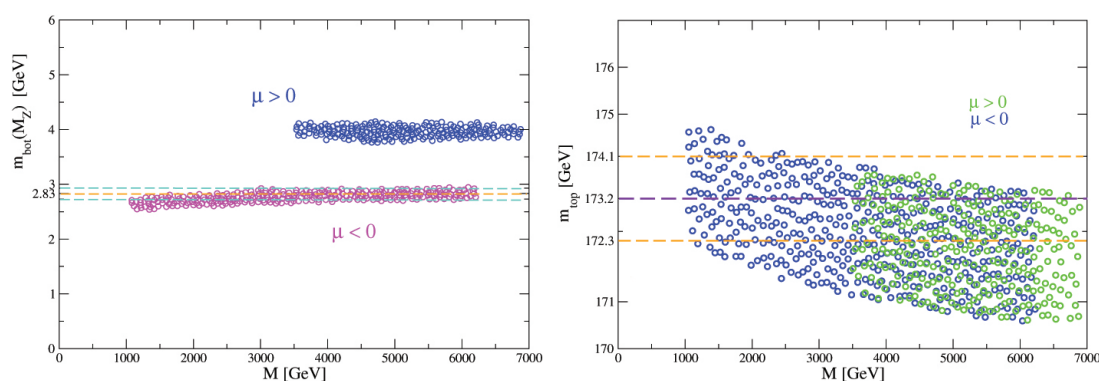 6
5
4
3
2.83
2
1
0
m_bot(M_Z) [GeV]
μ > 0
μ < 0
0 1000 2000 3000 4000 5000 6000 7000
M [GeV]
176
175
174.1
173.2
172.3
171
170
m_top [GeV]
μ > 0
μ < 0
0 1000 2000 3000 4000 5000 6000 7000
M [GeV]